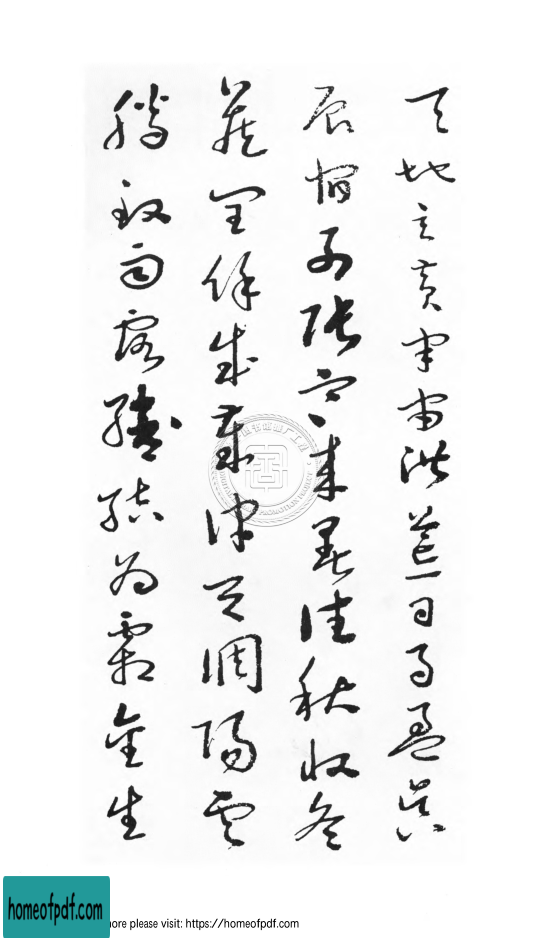 天地玄黃宇宙洪荒日月盈昃
辰宿列張寒來暑往秋收冬
藏閏餘成歲律呂調陽雲
騰致雨露結為霜金生
homeofpdf.com
more please visit: https://homeofpdf.com